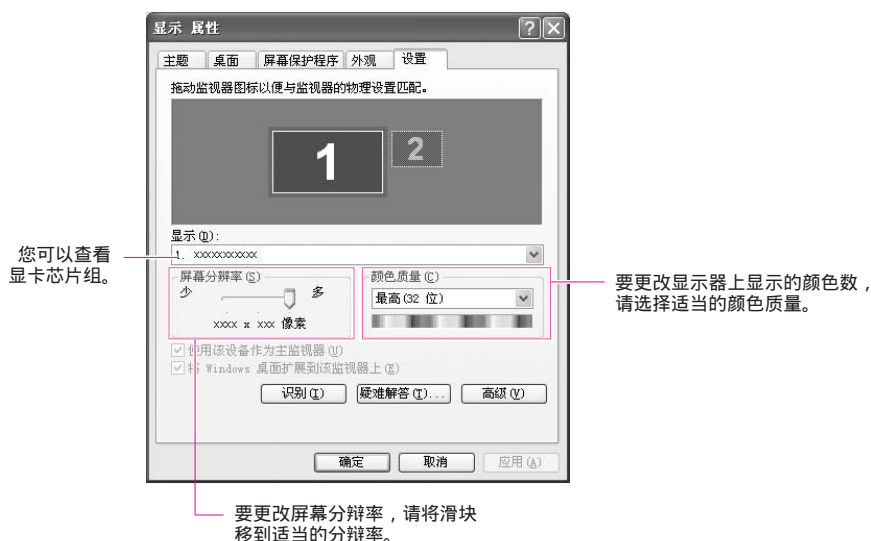 显示 属性
主题 桌面 屏幕保护程序 外观 设置
拖动监视器图标以便与监视器的物理设置匹配。
1
2
显示(D):
1. xxxxxxxxxxx
您可以查看
显卡芯片组。
屏幕分辨率(S)
少 多
xxxx x xxx 像素
颜色质量(C)
最高(32 位)
要更改显示器上显示的颜色数，
请选择适当的颜色质量。
使用该设备作为主监视器(U)
将 Windows 桌面扩展到该监视器上(E)
识别(I) 疑难解答(T)... 高级(V)
确定 取消 应用(A)
要更改屏幕分辩率，请将滑块
移到适当的分辩率。